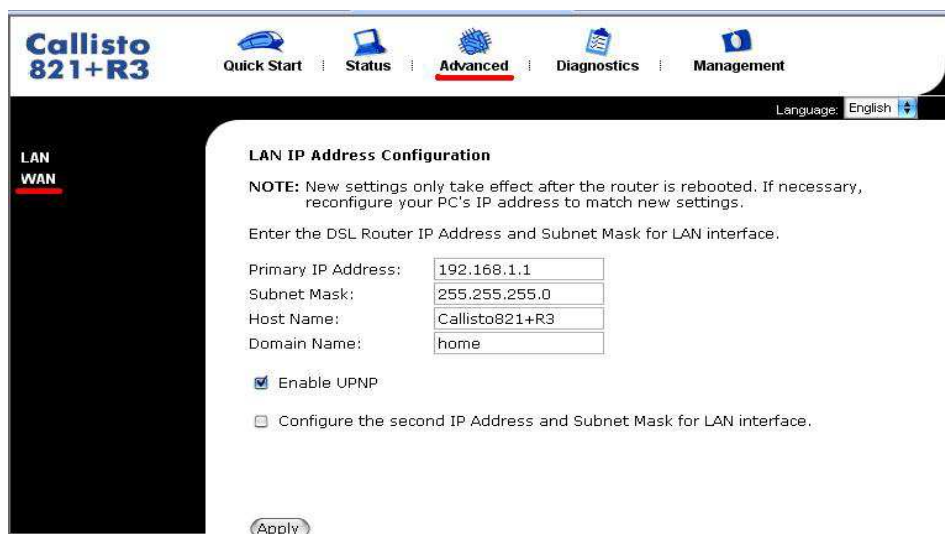 Callisto
821+R3
Quick Start
Status
Advanced
Diagnostics
Management
Language: English
LAN
WAN
LAN IP Address Configuration
NOTE: New settings only take effect after the router is rebooted. If necessary,
reconfigure your PC's IP address to match new settings.
Enter the DSL Router IP Address and Subnet Mask for LAN interface.
Primary IP Address: 192.168.1.1
Subnet Mask: 255.255.255.0
Host Name: Callisto821+R3
Domain Name: home
Enable UPNP
Configure the second IP Address and Subnet Mask for LAN interface.
Apply